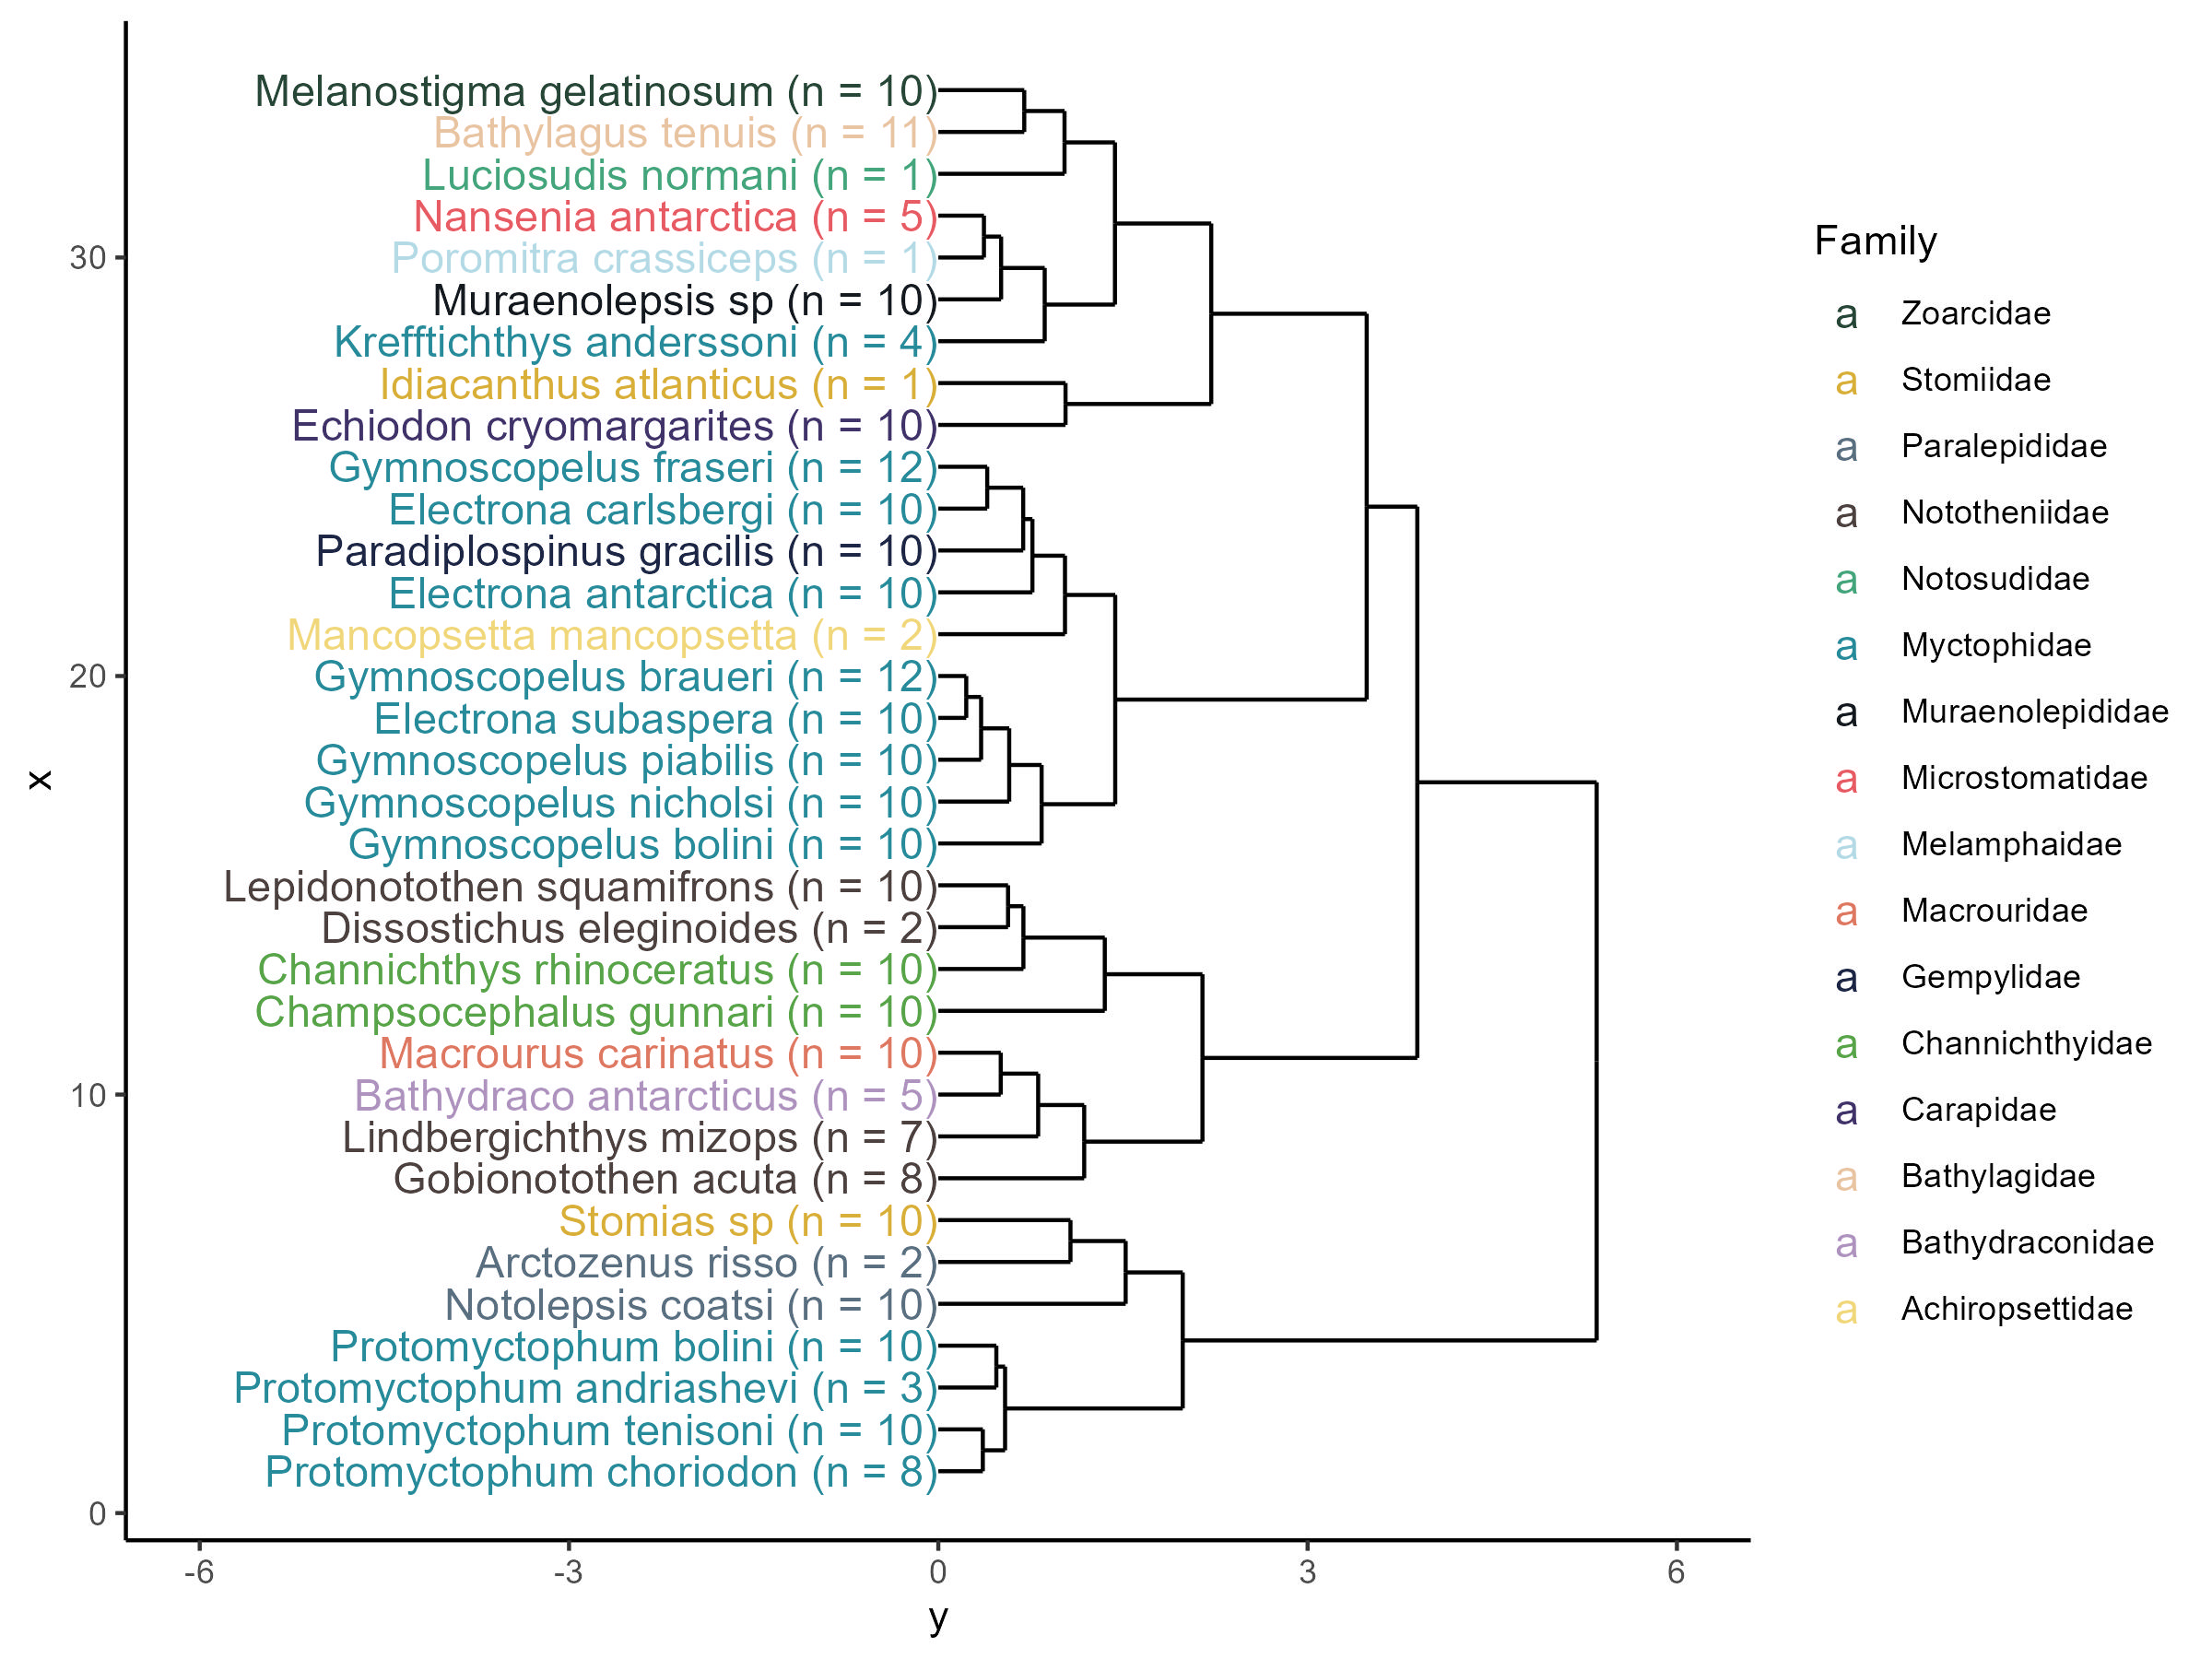 Melanostigma gelatinosum (n = 10)
Bathylagus tenuis (n = 11)
Luciosudis normani (n = 1)
Nansenia antarctica (n = 5)
Poromitra crassiceps (n = 1)
Muraenolepsis sp (n = 10)
Krefftichthys anderssoni (n = 4)
Idiacanthus atlanticus (n = 1)
Echiodon cryomargarites (n = 10)
Gymnoscopelus fraseri (n = 12)
Electrona carlsbergi (n = 10)
Paradiplospinus gracilis (n = 10)
Electrona antarctica (n = 10)
Mancopsetta mancopsetta (n = 2)
Gymnoscopelus braueri (n = 12)
Electrona subaspera (n = 10)
Gymnoscopelus piabilis (n = 10)
Gymnoscopelus nicholsi (n = 10)
Gymnoscopelus bolini (n = 10)
Lepidonotothen squamifrons (n = 10)
Dissostichus eleginoides (n = 2)
Channichthys rhinoceratus (n = 10)
Champsocephalus gunnari (n = 10)
Macrourus carinatus (n = 10)
Bathydraco antarcticus (n = 5)
Lindbergichthys mizops (n = 7)
Gobionotothen acuta (n = 8)
Stomias sp (n = 10)
Arctozenus risso (n = 2)
Notolepsis coatsi (n = 10)
Protomyctophum bolini (n = 10)
Protomyctophum andriashevi (n = 3)
Protomyctophum tenisoni (n = 10)
Protomyctophum choriodon (n = 8)
30
20
10
0
x
-6 -3 0 3 6
y
Family
a Zoarcidae
a Stomiidae
a Paralepididae
a Nototheniidae
a Notosudidae
a Myctophidae
a Muraenolepididae
a Microstomatidae
a Melamphaidae
a Macrouridae
a Gempylidae
a Channichthyidae
a Carapidae
a Bathylagidae
a Bathydraconidae
a Achiropsettidae